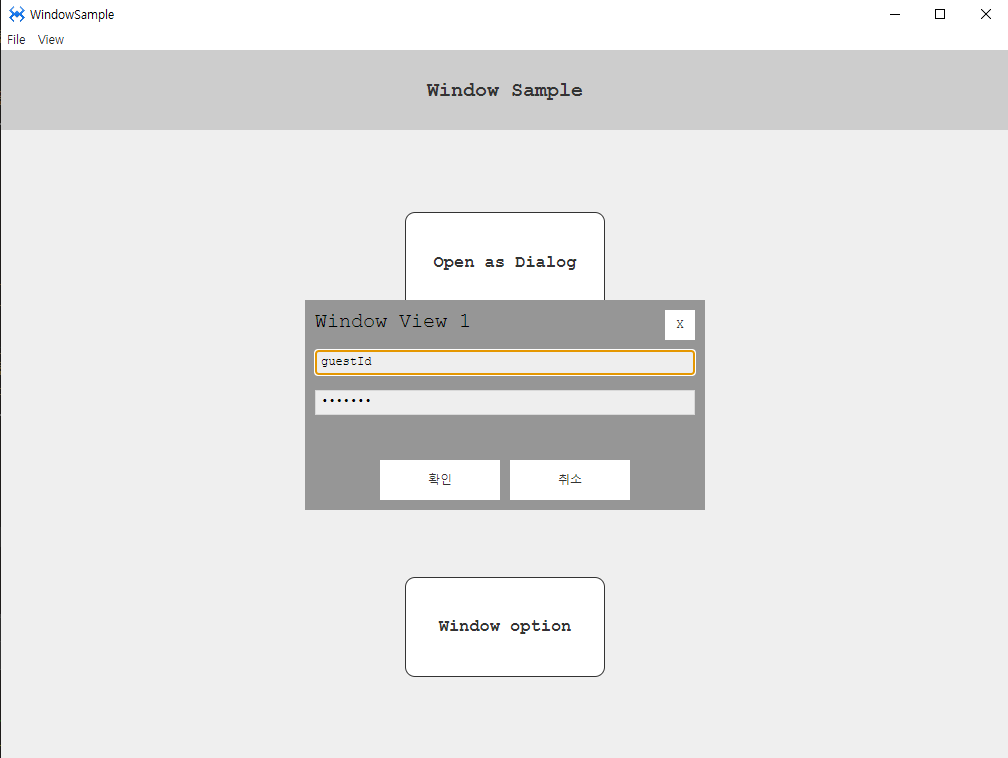 WindowSample
File View
Window Sample
Open as Dialog
Window View 1
X
guestId
•••••••
확인 취소
Window option